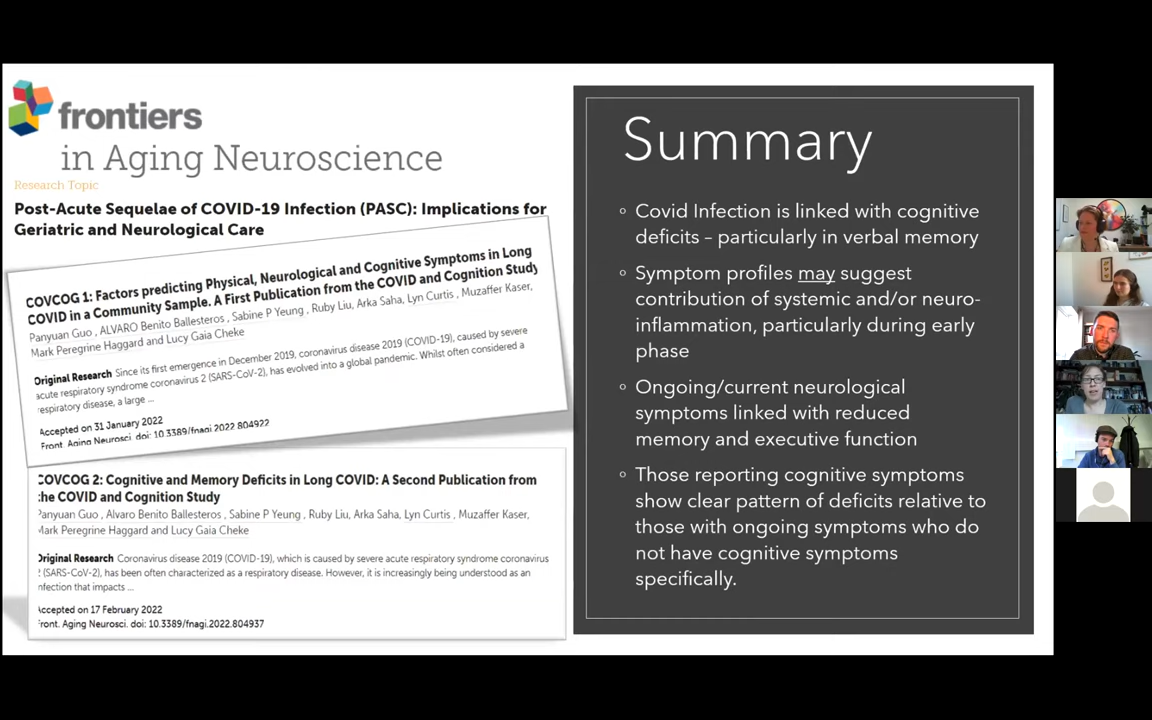 frontiers
in Aging Neuroscience
Research Topic
Post-Acute Sequelae of COVID-19 Infection (PASC): Implications for
Geriatric and Neurological Care
COVCOG 1: Factors predicting Physical, Neurological and Cognitive Symptoms in Long
COVID in a Community Sample. A First Publication from the COVID and Cognition Study
Panyuan Guo , ALVARO Benito Ballesteros , Sabine P Yeung , Ruby Liu, Arka Saha, Lyn Curtis , Muzaffer Kaser,
Mark Peregrine Haggard and Lucy Gaia Cheke
Original Research Since its first emergence in December 2019, coronavirus disease 2019 (COVID-19), caused by severe
acute respiratory syndrome coronavirus 2 (SARS-CoV-2), has evolved into a global pandemic. Whilst often considered a
respiratory disease, a large ...
Accepted on 31 January 2022
Front. Aging Neurosci. doi: 10.3389/fnagi.2022.804922
COVCOG 2: Cognitive and Memory Deficits in Long COVID: A Second Publication from
the COVID and Cognition Study
Panyuan Guo , Alvaro Benito Ballesteros , Sabine P Yeung , Ruby Liu, Arka Saha, Lyn Curtis , Muzaffer Kaser,
Mark Peregrine Haggard and Lucy Gaia Cheke
Original Research Coronavirus disease 2019 (COVID-19), which is caused by severe acute respiratory syndrome coronavirus
2 (SARS-CoV-2), has been often characterized as a respiratory disease. However, it is increasingly being understood as an
infection that impacts ...
Accepted on 17 February 2022
Front. Aging Neurosci. doi: 10.3389/fnagi.2022.804937
Summary
Covid Infection is linked with cognitive
deficits – particularly in verbal memory
Symptom profiles may suggest
contribution of systemic and/or neuro-
inflammation, particularly during early
phase
Ongoing/current neurological
symptoms linked with reduced
memory and executive function
Those reporting cognitive symptoms
show clear pattern of deficits relative to
those with ongoing symptoms who do
not have cognitive symptoms
specifically.